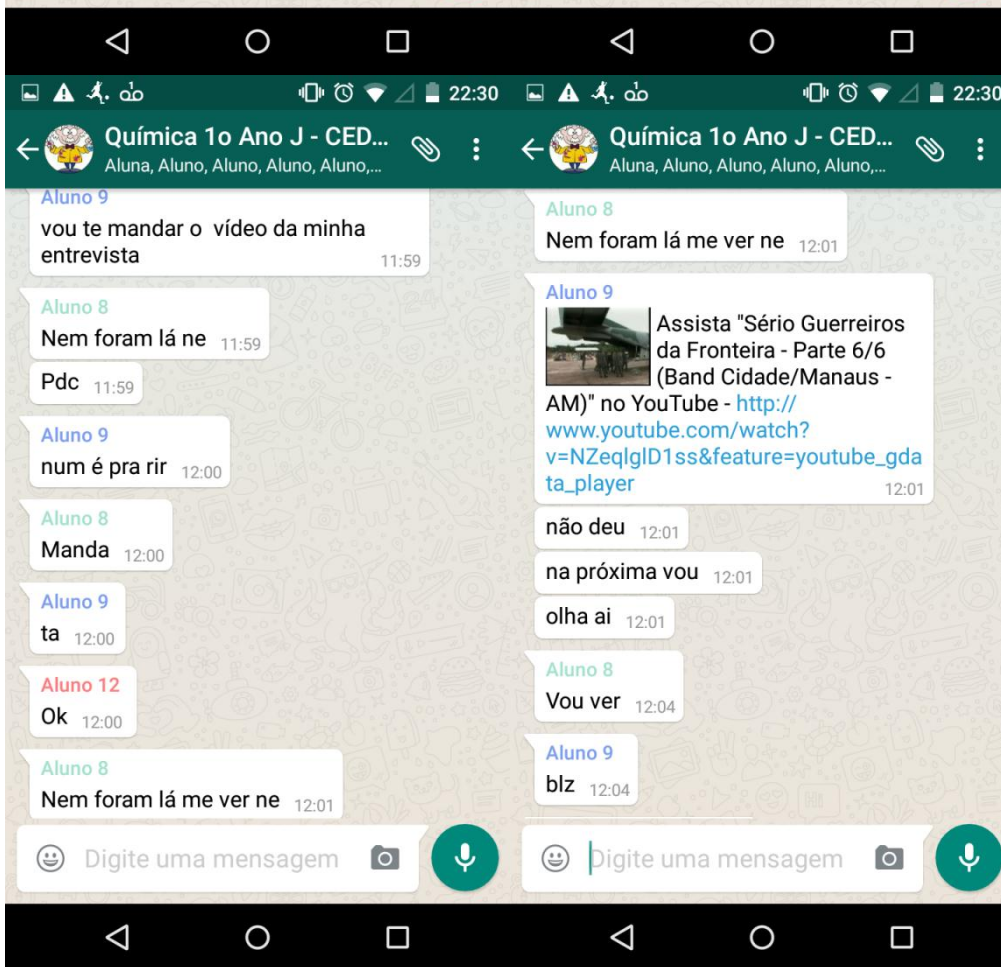 22:30
Química 1o Ano J - CED...
Aluna, Aluno, Aluno, Aluno, Aluno,...
Aluno 9
vou te mandar o vídeo da minha
entrevista 11:59
Aluno 8
Nem foram lá ne 11:59
Pdc 11:59
Aluno 9
num é pra rir 12:00
Aluno 8
Manda 12:00
Aluno 9
ta 12:00
Aluno 12
Ok 12:00
Aluno 8
Nem foram lá me ver ne 12:01
Digite uma mensagem
22:30
Química 1o Ano J - CED...
Aluna, Aluno, Aluno, Aluno, Aluno,...
Aluno 8
Nem foram lá me ver ne 12:01
Aluno 9
Assista "Sério Guerreiros
da Fronteira - Parte 6/6
(Band Cidade/Manaus -
AM)" no YouTube - http://
www.youtube.com/watch?
v=NZeqlglD1ss&feature=youtube_gda
ta_player 12:01
não deu 12:01
na próxima vou 12:01
olha ai 12:01
Aluno 8
Vou ver 12:04
Aluno 9
blz 12:04
Digite uma mensagem